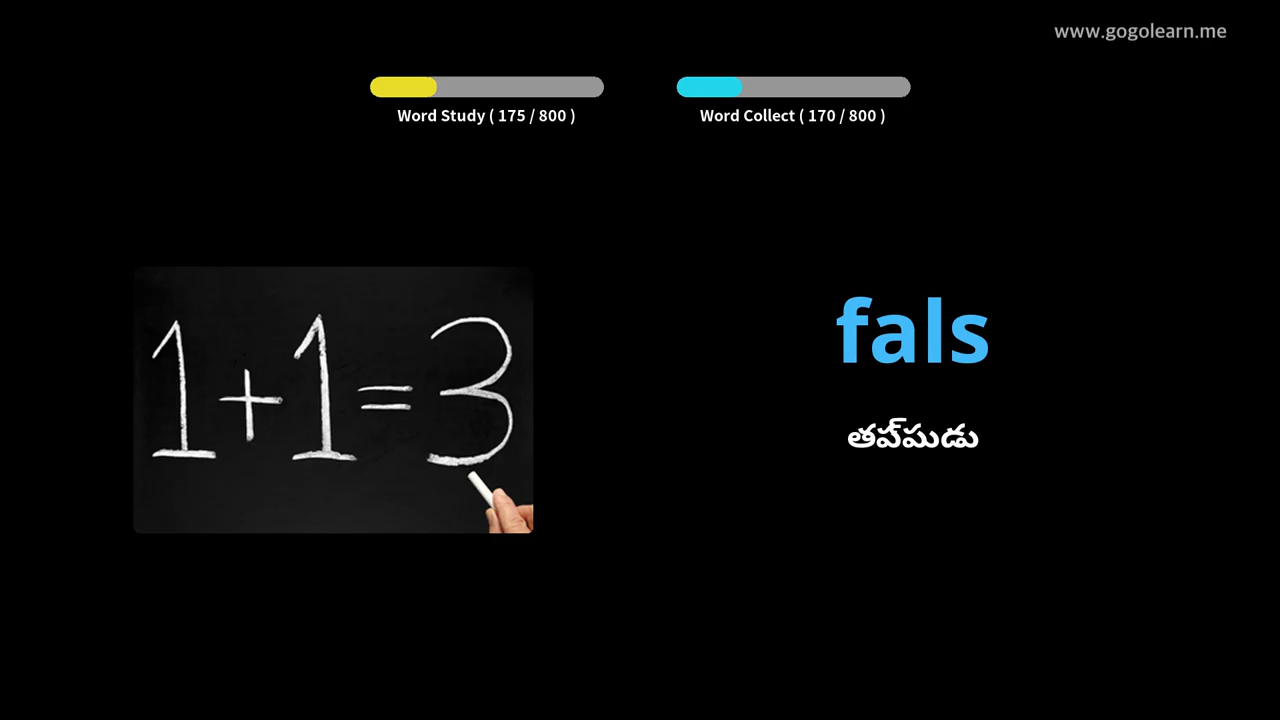 www.gogolearn.me
Word Study ( 175 / 800 )
Word Collect ( 170 / 800 )
1+1=3
fals
తప్పుడు